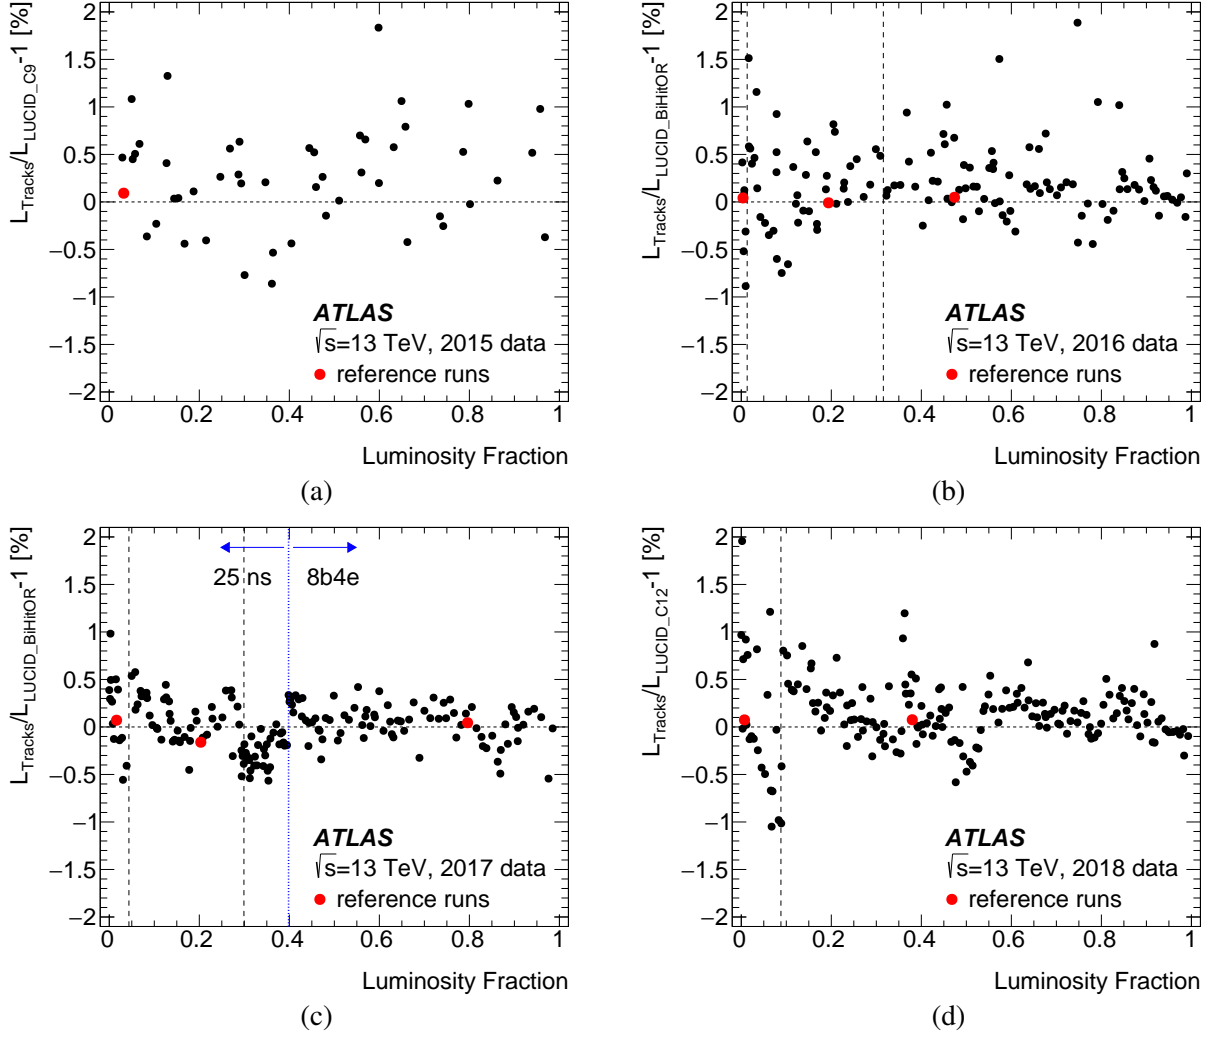 L_Tracks/L_LUCID_C9-1 [%]
2
1.5
1
0.5
0
−0.5
−1
−1.5
−2
ATLAS
√s=13 TeV, 2015 data
reference runs
0 0.2 0.4 0.6 0.8 1
Luminosity Fraction
(a)
L_Tracks/L_LUCID_BiHitOR-1 [%]
2
1.5
1
0.5
0
−0.5
−1
−1.5
−2
ATLAS
√s=13 TeV, 2016 data
reference runs
0 0.2 0.4 0.6 0.8 1
Luminosity Fraction
(b)
L_Tracks/L_LUCID_BiHitOR-1 [%]
2
1.5
1
0.5
0
−0.5
−1
−1.5
−2
25 ns 8b4e
ATLAS
√s=13 TeV, 2017 data
reference runs
0 0.2 0.4 0.6 0.8 1
Luminosity Fraction
(c)
L_Tracks/L_LUCID_C12-1 [%]
2
1.5
1
0.5
0
−0.5
−1
−1.5
−2
ATLAS
√s=13 TeV, 2018 data
reference runs
0 0.2 0.4 0.6 0.8 1
Luminosity Fraction
(d)